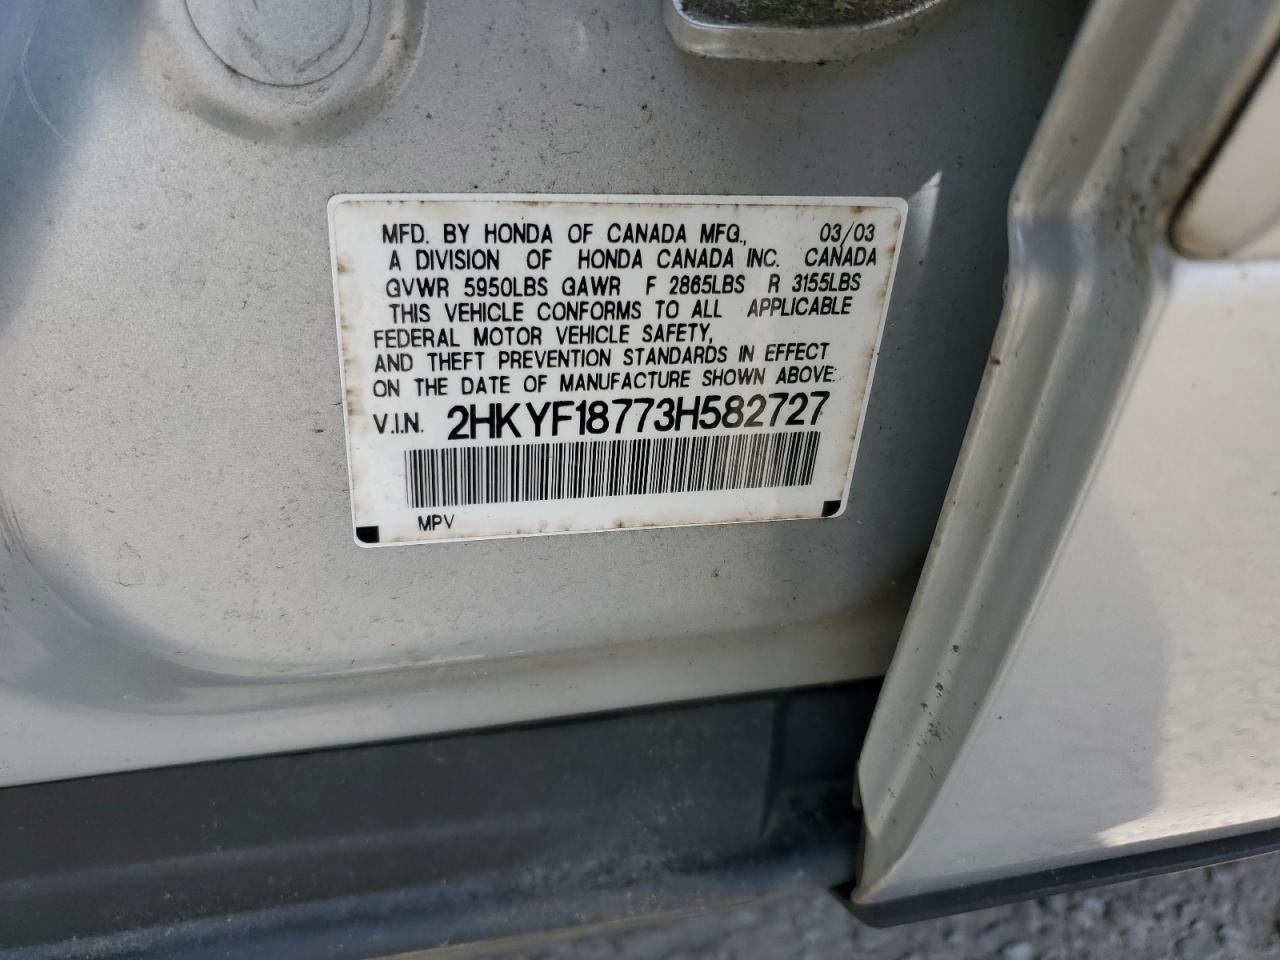 MFD. BY HONDA OF CANADA MFG., 03/03
A DIVISION OF HONDA CANADA INC. CANADA
GVWR 5950LBS GAWR F 2865LBS R 3155LBS
THIS VEHICLE CONFORMS TO ALL APPLICABLE
FEDERAL MOTOR VEHICLE SAFETY,
AND THEFT PREVENTION STANDARDS IN EFFECT
ON THE DATE OF MANUFACTURE SHOWN ABOVE.
V.I.N. 2HKYF18773H582727
MPV